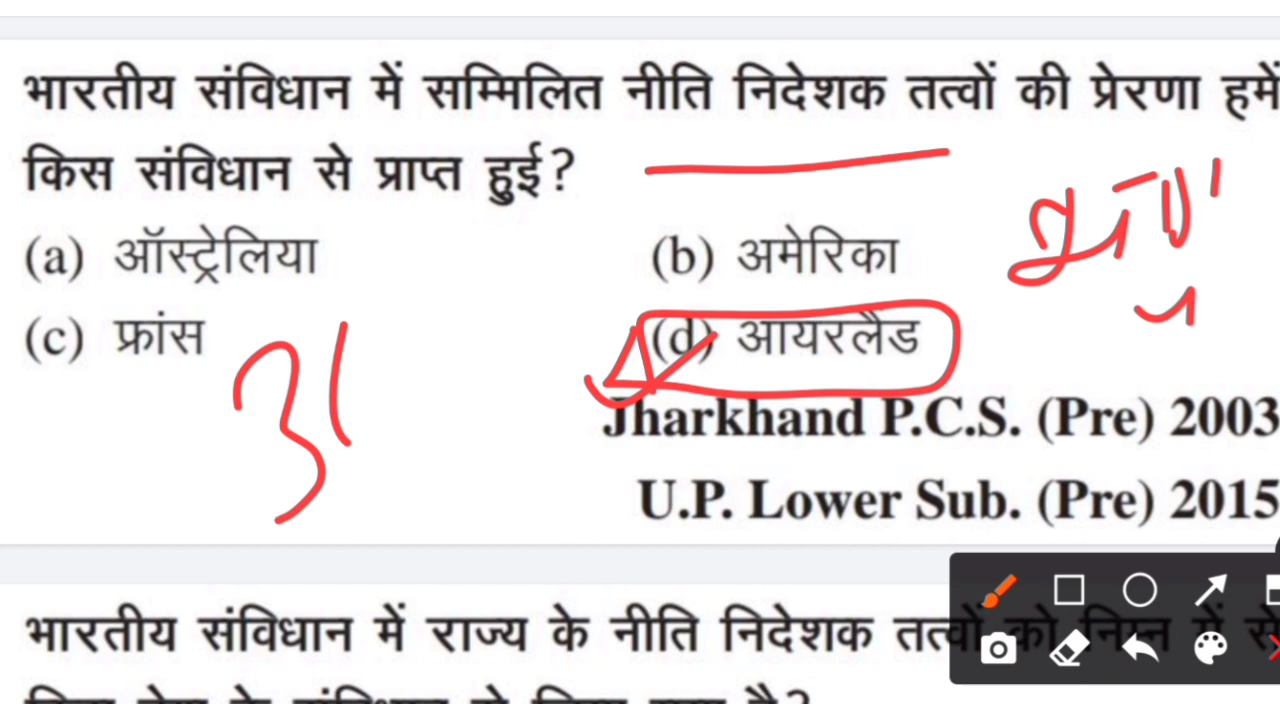 भारतीय संविधान में सम्मिलित नीति निदेशक तत्वों की प्रेरणा हमें
किस संविधान से प्राप्त हुई?
(a) ऑस्ट्रेलिया (b) अमेरिका
(c) फ्रांस (d) आयरलैंड
Jharkhand P.C.S. (Pre) 2003
U.P. Lower Sub. (Pre) 2015
भारतीय संविधान में राज्य के नीति निदेशक तत्वों को निम्न में से